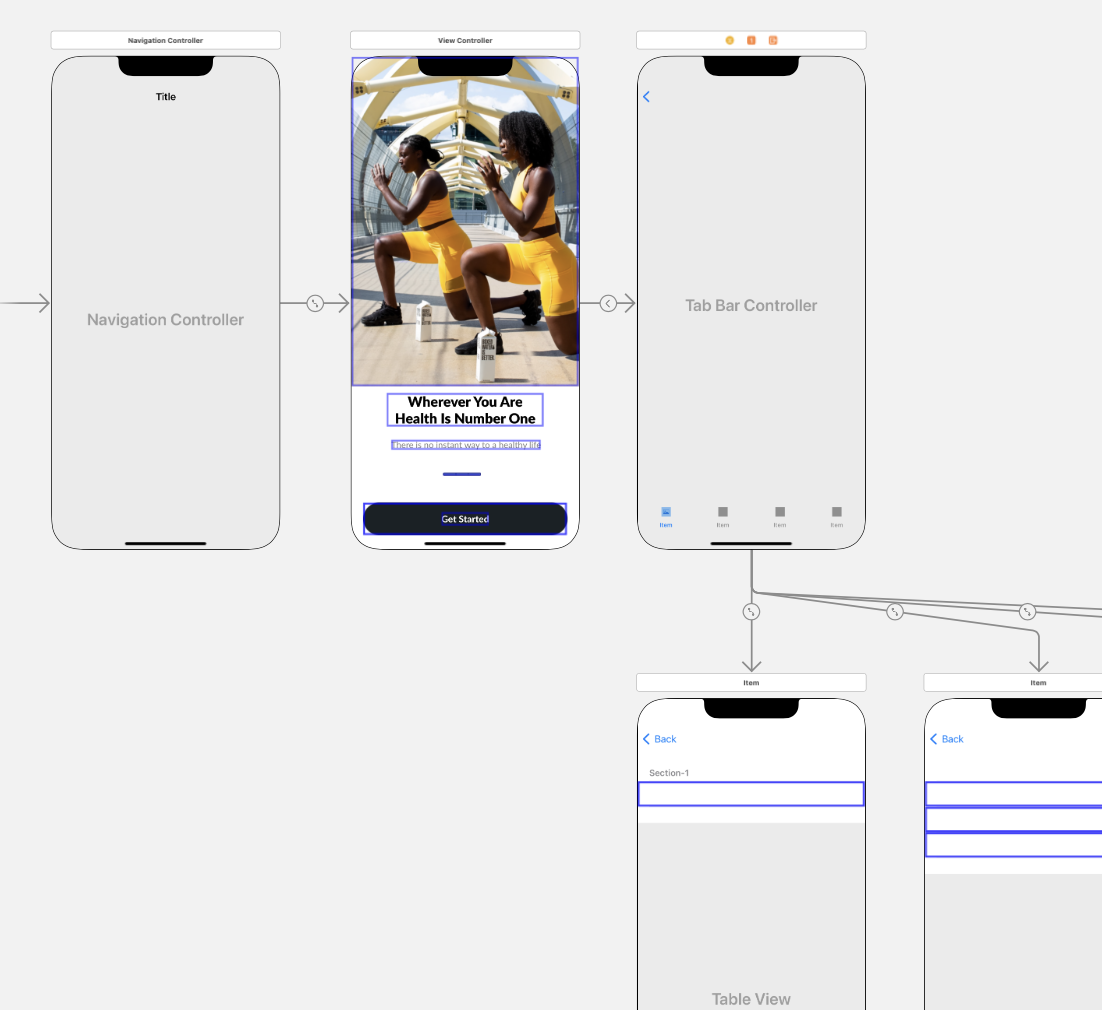 Navigation Controller
View Controller
Title
Navigation Controller
Tab Bar Controller
Wherever You Are
Health Is Number One
There is no instant way to a healthy life
Get Started
Item
Item
Item
Item
Item
Item
Back
Back
Section-1
Table View